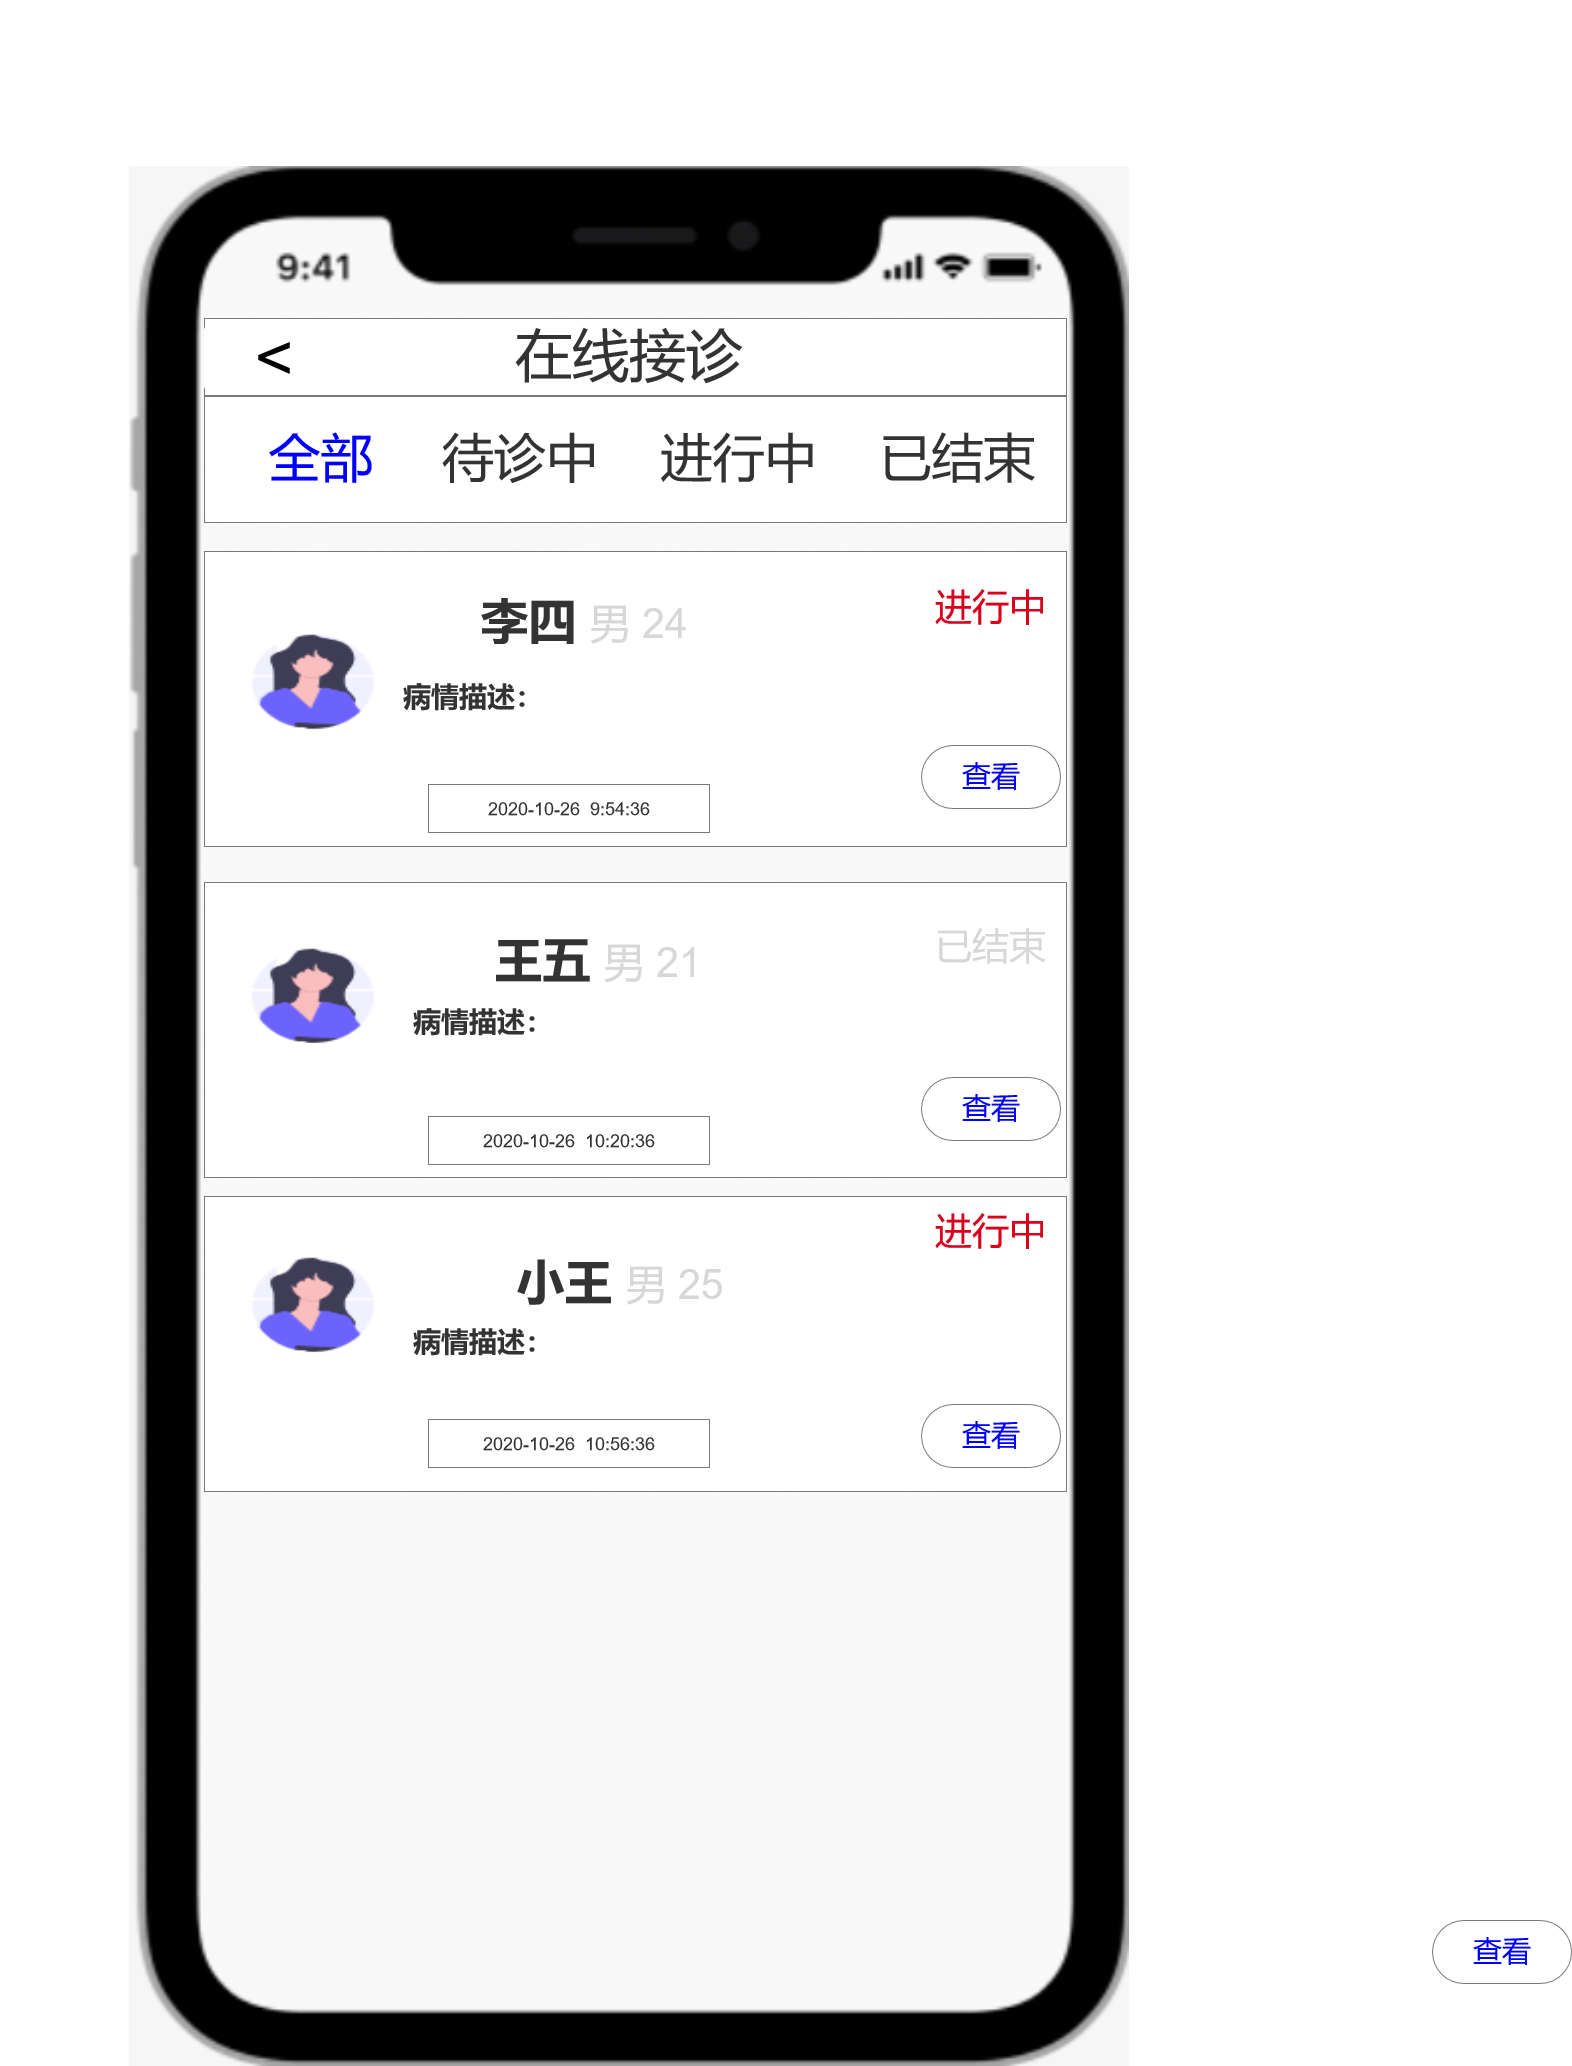 9:41
< 在线接诊
全部 待诊中 进行中 已结束
李四 男 24 进行中
病情描述：
查看
2020-10-26 9:54:36
王五 男 21 已结束
病情描述：
查看
2020-10-26 10:20:36
进行中
小王 男 25
病情描述：
查看
2020-10-26 10:56:36
查看